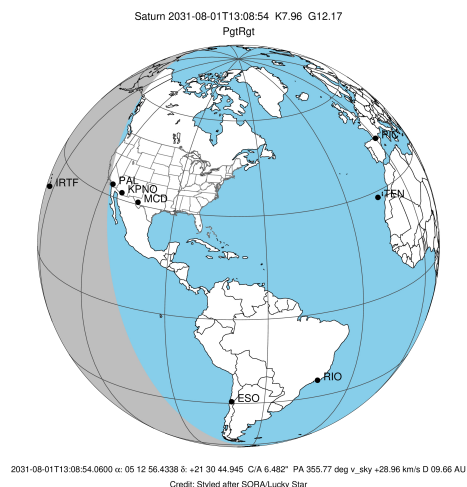 Saturn 2031-08-01T13:08:54 K7.96 G12.17
PgtRgt
IRTF
PAL
KPNO
MCD
PIC
TEN
ESO
RIO
2031-08-01T13:08:54.0600 α: 05 12 56.4338 δ: +21 30 44.945 C/A 6.482" PA 355.77 deg v_sky +28.96 km/s D 09.66 AU
Credit: Styled after SORA/Lucky Star